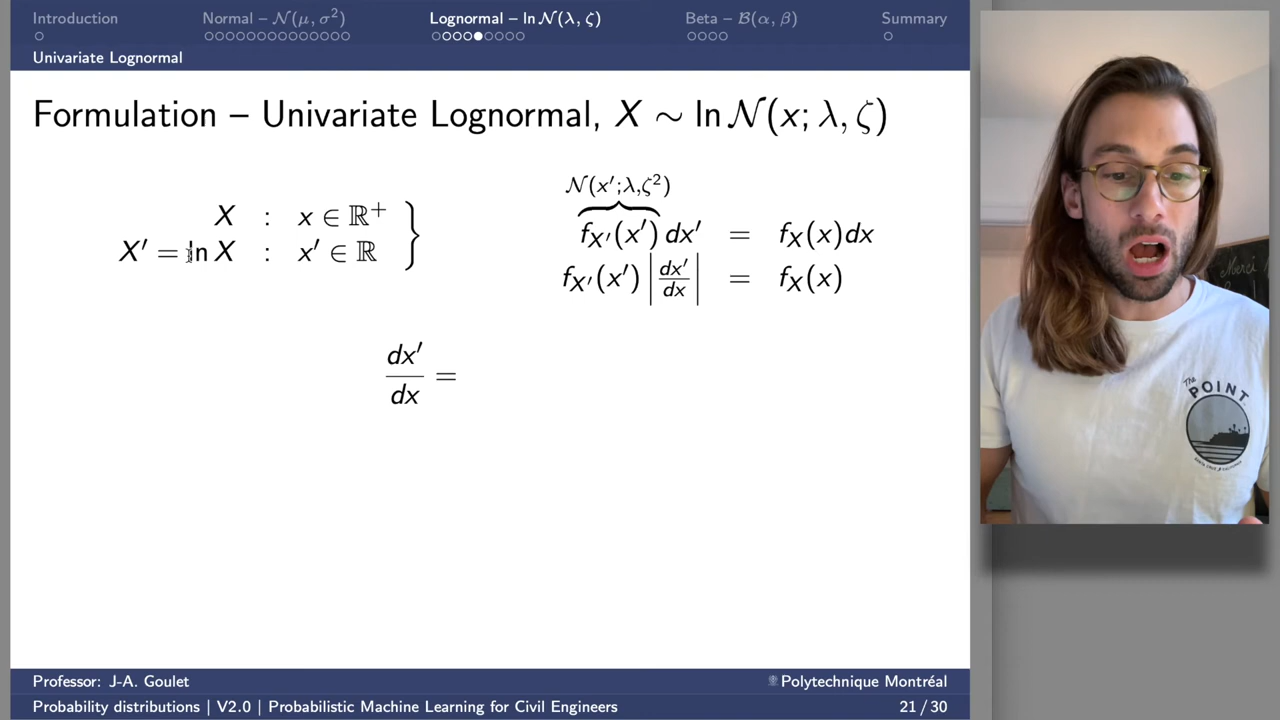 Introduction Normal – 𝒩(μ, σ²) Lognormal – ln 𝒩(λ, ζ) Beta – ℬ(α, β) Summary
Univariate Lognormal
Formulation – Univariate Lognormal, X ∼ ln 𝒩(x; λ, ζ)
X : x ∈ ℝ⁺
X′ = ln X : x′ ∈ ℝ
𝒩(x′;λ,ζ²)
f_X′(x′) dx′ = f_X(x)dx
f_X′(x′) |dx′/dx| = f_X(x)
dx′/dx =
Merci
The
POINT
Professor: J-A. Goulet Polytechnique Montréal
Probability distributions | V2.0 | Probabilistic Machine Learning for Civil Engineers 21 / 30